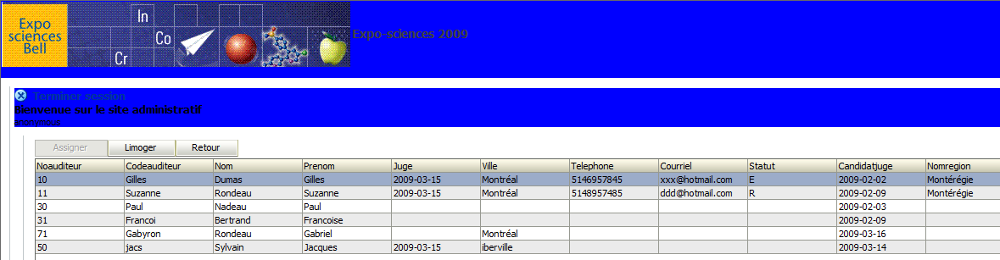 Expo
sciences
Bell
In
Co
Cr
Expo-sciences 2009
Terminer session
Bienvenue sur le site administratif
anonymous
Assigner Limoger Retour
Noauditeur Codeauditeur Nom Prenom Juge Ville Telephone Courriel Statut Candidatjuge Nomregion
10 Gilles Dumas Gilles 2009-03-15 Montréal 5146957845 xxx@hotmail.com E 2009-02-02 Montérégie
11 Suzanne Rondeau Suzanne 2009-03-15 Montréal 5148957485 ddd@hotmail.com R 2009-02-09 Montérégie
30 Paul Nadeau Paul 2009-02-03
31 Francoi Bertrand Francoise 2009-02-09
71 Gabyron Rondeau Gabriel Montréal 2009-03-16
50 jacs Sylvain Jacques 2009-03-15 iberville 2009-03-14